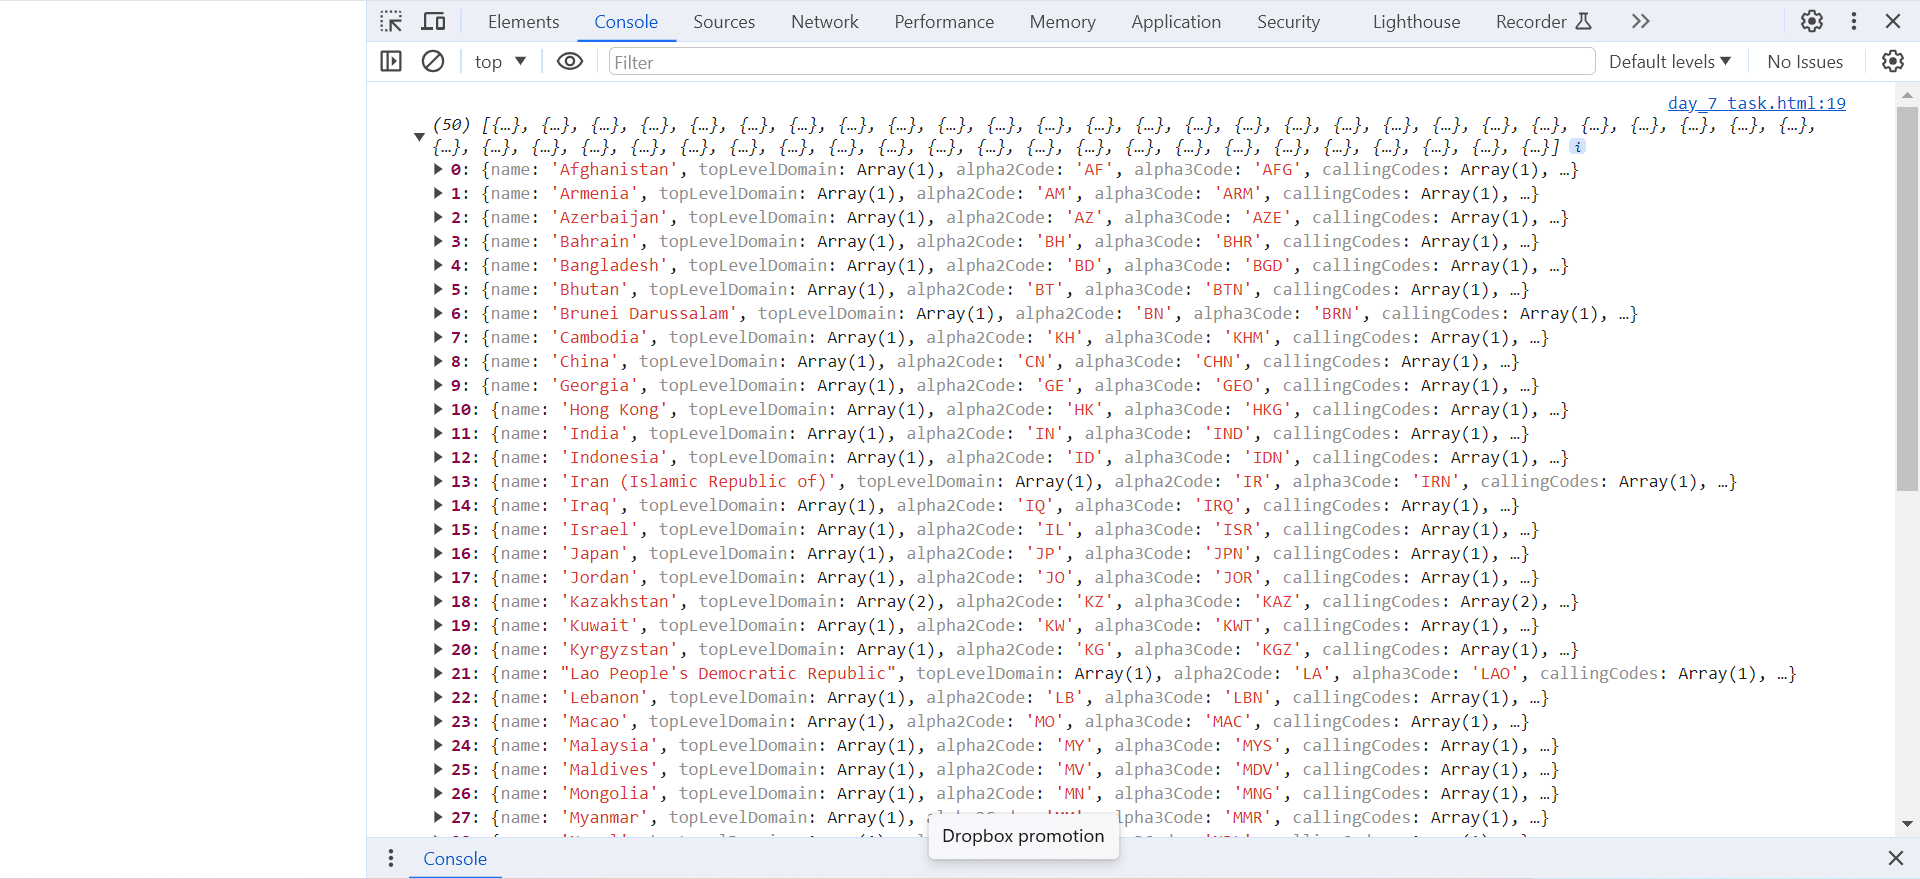 Elements Console Sources Network Performance Memory Application Security Lighthouse Recorder
top Filter Default levels No Issues
day_7_task.html:19
(50) [{…}, {…}, {…}, {…}, {…}, {…}, {…}, {…}, {…}, {…}, {…}, {…}, {…}, {…}, {…}, {…}, {…}, {…}, {…}, {…}, {…}, {…}, {…}, {…}, {…}, {…}, {…},
{…}, {…}, {…}, {…}, {…}, {…}, {…}, {…}, {…}, {…}, {…}, {…}, {…}, {…}, {…}, {…}, {…}, {…}, {…}, {…}, {…}, {…}, {…}] i
0: {name: 'Afghanistan', topLevelDomain: Array(1), alpha2Code: 'AF', alpha3Code: 'AFG', callingCodes: Array(1), …}
1: {name: 'Armenia', topLevelDomain: Array(1), alpha2Code: 'AM', alpha3Code: 'ARM', callingCodes: Array(1), …}
2: {name: 'Azerbaijan', topLevelDomain: Array(1), alpha2Code: 'AZ', alpha3Code: 'AZE', callingCodes: Array(1), …}
3: {name: 'Bahrain', topLevelDomain: Array(1), alpha2Code: 'BH', alpha3Code: 'BHR', callingCodes: Array(1), …}
4: {name: 'Bangladesh', topLevelDomain: Array(1), alpha2Code: 'BD', alpha3Code: 'BGD', callingCodes: Array(1), …}
5: {name: 'Bhutan', topLevelDomain: Array(1), alpha2Code: 'BT', alpha3Code: 'BTN', callingCodes: Array(1), …}
6: {name: 'Brunei Darussalam', topLevelDomain: Array(1), alpha2Code: 'BN', alpha3Code: 'BRN', callingCodes: Array(1), …}
7: {name: 'Cambodia', topLevelDomain: Array(1), alpha2Code: 'KH', alpha3Code: 'KHM', callingCodes: Array(1), …}
8: {name: 'China', topLevelDomain: Array(1), alpha2Code: 'CN', alpha3Code: 'CHN', callingCodes: Array(1), …}
9: {name: 'Georgia', topLevelDomain: Array(1), alpha2Code: 'GE', alpha3Code: 'GEO', callingCodes: Array(1), …}
10: {name: 'Hong Kong', topLevelDomain: Array(1), alpha2Code: 'HK', alpha3Code: 'HKG', callingCodes: Array(1), …}
11: {name: 'India', topLevelDomain: Array(1), alpha2Code: 'IN', alpha3Code: 'IND', callingCodes: Array(1), …}
12: {name: 'Indonesia', topLevelDomain: Array(1), alpha2Code: 'ID', alpha3Code: 'IDN', callingCodes: Array(1), …}
13: {name: 'Iran (Islamic Republic of)', topLevelDomain: Array(1), alpha2Code: 'IR', alpha3Code: 'IRN', callingCodes: Array(1), …}
14: {name: 'Iraq', topLevelDomain: Array(1), alpha2Code: 'IQ', alpha3Code: 'IRQ', callingCodes: Array(1), …}
15: {name: 'Israel', topLevelDomain: Array(1), alpha2Code: 'IL', alpha3Code: 'ISR', callingCodes: Array(1), …}
16: {name: 'Japan', topLevelDomain: Array(1), alpha2Code: 'JP', alpha3Code: 'JPN', callingCodes: Array(1), …}
17: {name: 'Jordan', topLevelDomain: Array(1), alpha2Code: 'JO', alpha3Code: 'JOR', callingCodes: Array(1), …}
18: {name: 'Kazakhstan', topLevelDomain: Array(2), alpha2Code: 'KZ', alpha3Code: 'KAZ', callingCodes: Array(2), …}
19: {name: 'Kuwait', topLevelDomain: Array(1), alpha2Code: 'KW', alpha3Code: 'KWT', callingCodes: Array(1), …}
20: {name: 'Kyrgyzstan', topLevelDomain: Array(1), alpha2Code: 'KG', alpha3Code: 'KGZ', callingCodes: Array(1), …}
21: {name: "Lao People's Democratic Republic", topLevelDomain: Array(1), alpha2Code: 'LA', alpha3Code: 'LAO', callingCodes: Array(1), …}
22: {name: 'Lebanon', topLevelDomain: Array(1), alpha2Code: 'LB', alpha3Code: 'LBN', callingCodes: Array(1), …}
23: {name: 'Macao', topLevelDomain: Array(1), alpha2Code: 'MO', alpha3Code: 'MAC', callingCodes: Array(1), …}
24: {name: 'Malaysia', topLevelDomain: Array(1), alpha2Code: 'MY', alpha3Code: 'MYS', callingCodes: Array(1), …}
25: {name: 'Maldives', topLevelDomain: Array(1), alpha2Code: 'MV', alpha3Code: 'MDV', callingCodes: Array(1), …}
26: {name: 'Mongolia', topLevelDomain: Array(1), alpha2Code: 'MN', alpha3Code: 'MNG', callingCodes: Array(1), …}
27: {name: 'Myanmar', topLevelDomain: Array(1), 'MMR', callingCodes: Array(1), …}
Dropbox promotion
Console